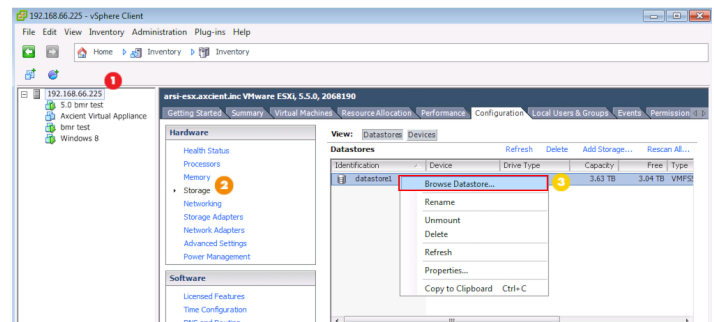 192.168.66.225 - vSphere Client
File Edit View Inventory Administration Plug-ins Help
Home Inventory Inventory
1
192.168.66.225
5.0 bmr test
Axcient Virtual Appliance
bmr test
Windows 8
arsi-esx.axcient.inc VMware ESXi, 5.5.0, 2068190
Getting Started Summary Virtual Machines Resource Allocation Performance Configuration Local Users & Groups Events Permission
Hardware
Health Status
Processors
Memory
Storage 2
Networking
Storage Adapters
Network Adapters
Advanced Settings
Power Management
Software
Licensed Features
Time Configuration
DNS and Routing
View: Datastores Devices
Datastores Refresh Delete Add Storage... Rescan All...
Identification Device Drive Type Capacity Free Type
datastore1 3.63 TB 3.04 TB VMFS5
Browse Datastore... 3
Rename
Unmount
Delete
Refresh
Properties...
Copy to Clipboard Ctrl+C